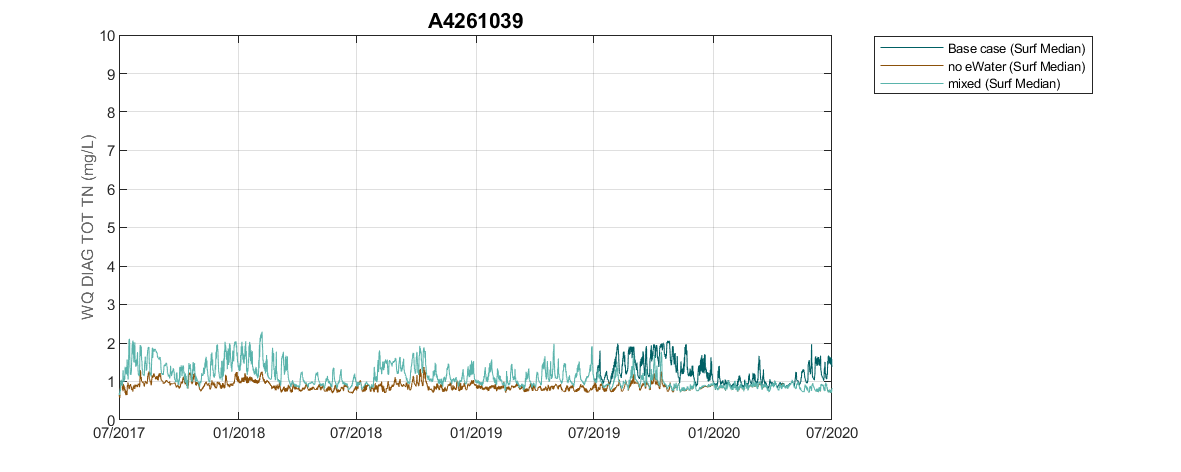 A4261039
10
9
8
7
6
5
4
3
2
1
0
WQ DIAG TOT TN (mg/L)
07/2017 01/2018 07/2018 01/2019 07/2019 01/2020 07/2020
Base case (Surf Median)
no eWater (Surf Median)
mixed (Surf Median)